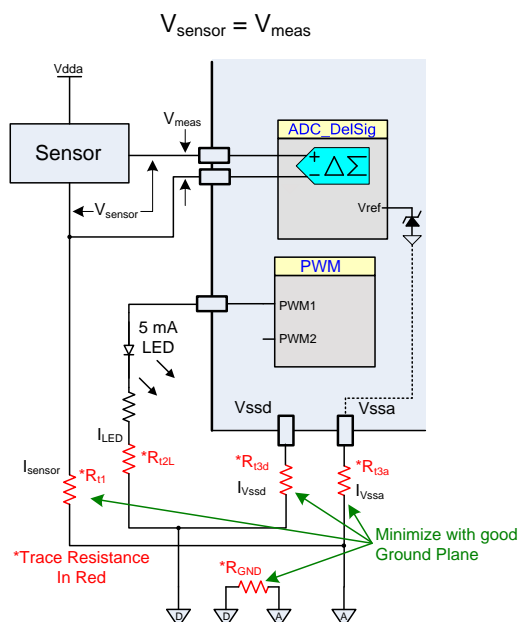 Vsensor = Vmeas
Vdda
Sensor
Vmeas
Vsensor
ADC_DelSig
+
−
ΔΣ
Vref
PWM
PWM1
PWM2
5 mA
LED
Vssd
Vssa
ILED
*Rt2L
Isensor
*Rt1
*Rt3d
IVssd
*Rt3a
IVssa
Minimize with good
Ground Plane
*Trace Resistance
In Red
*RGND
D
D
A
A